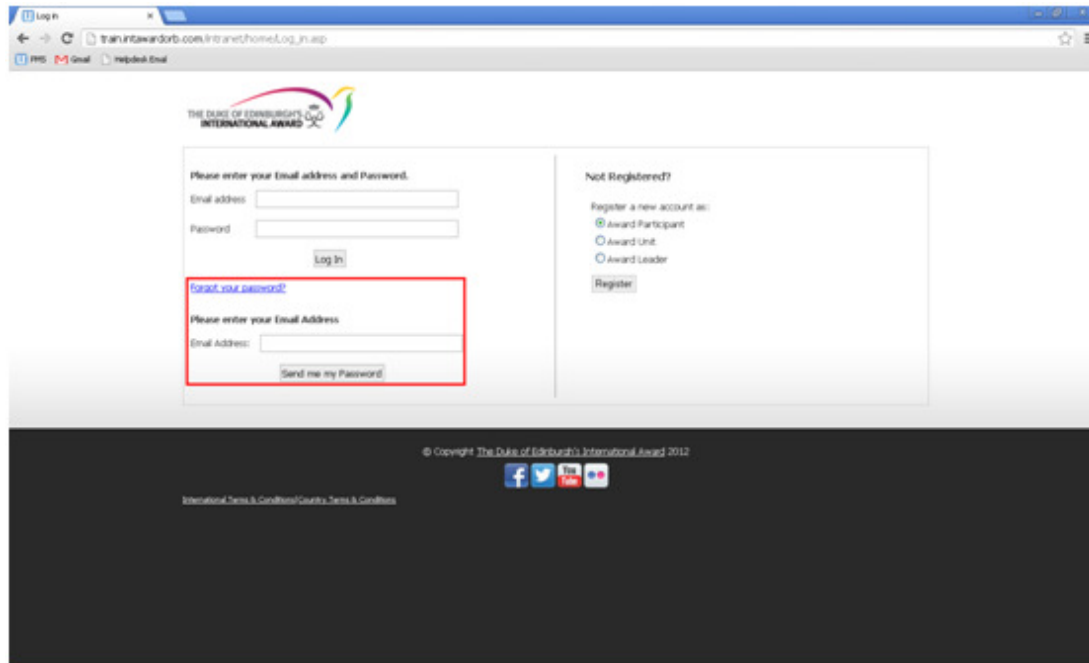 Log in
train.intawardorb.com/intranet/home/Log_in.asp
PMS Gmail Helpdesk Email
THE DUKE OF EDINBURGH'S
INTERNATIONAL AWARD
Please enter your Email address and Password.
Email address
Password
Log In
Forgot your password?
Please enter your Email Address
Email Address:
Send me my Password
Not Registered?
Register a new account as:
Award Participant
Award Unit
Award Leader
Register
© Copyright The Duke of Edinburgh's International Award 2012
You
Tube
International Terms & Conditions|Country Terms & Conditions